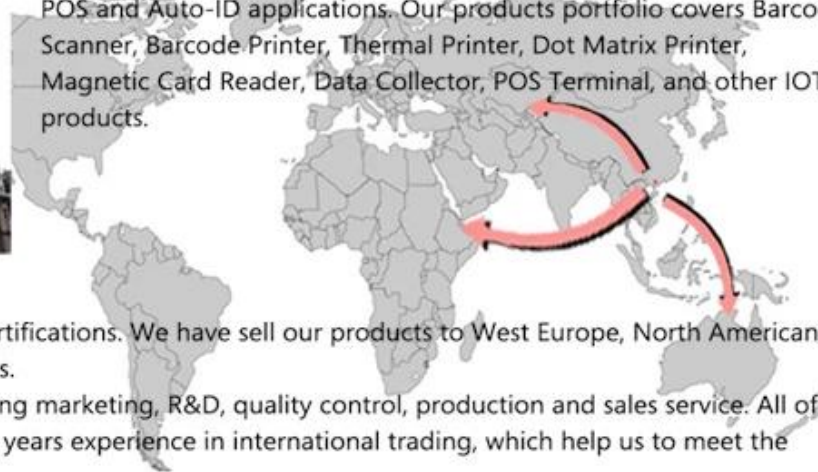 POS and Auto-ID applications. Our products portfolio covers Barco
Scanner, Barcode Printer, Thermal Printer, Dot Matrix Printer,
Magnetic Card Reader, Data Collector, POS Terminal, and other IOT
products.
rtifications. We have sell our products to West Europe, North American
s.
ng marketing, R&D, quality control, production and sales service. All of
years experience in international trading, which help us to meet the